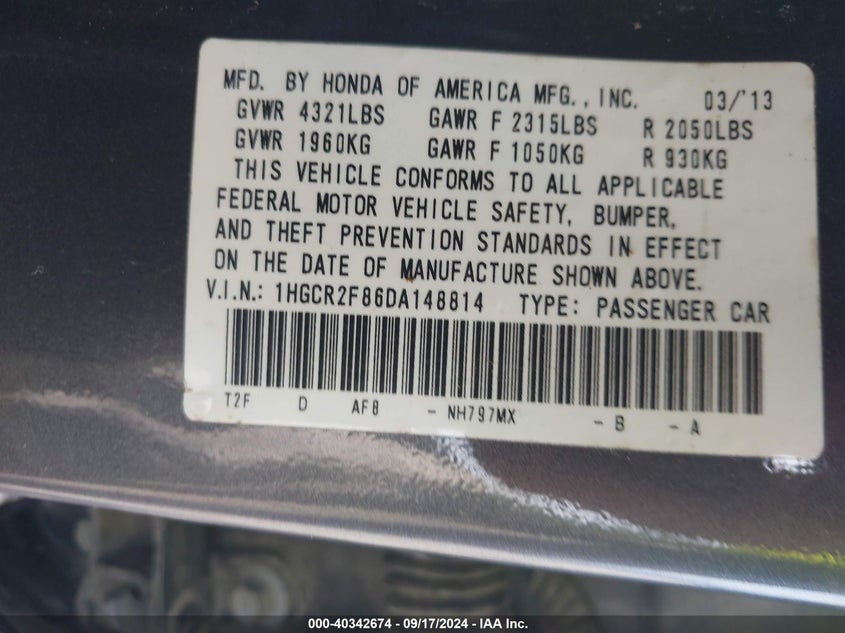 MFD. BY HONDA OF AMERICA MFG., INC. 03/'13
GVWR 4321LBS GAWR F 2315LBS R 2050LBS
GVWR 1960KG GAWR F 1050KG R 930KG
THIS VEHICLE CONFORMS TO ALL APPLICABLE
FEDERAL MOTOR VEHICLE SAFETY, BUMPER,
AND THEFT PREVENTION STANDARDS IN EFFECT
ON THE DATE OF MANUFACTURE SHOWN ABOVE.
V.I.N.: 1HGCR2F86DA148814 TYPE: PASSENGER CAR
T2F D AF8 - NH797MX - B - A
000-40342674 - 09/17/2024 - IAA Inc.